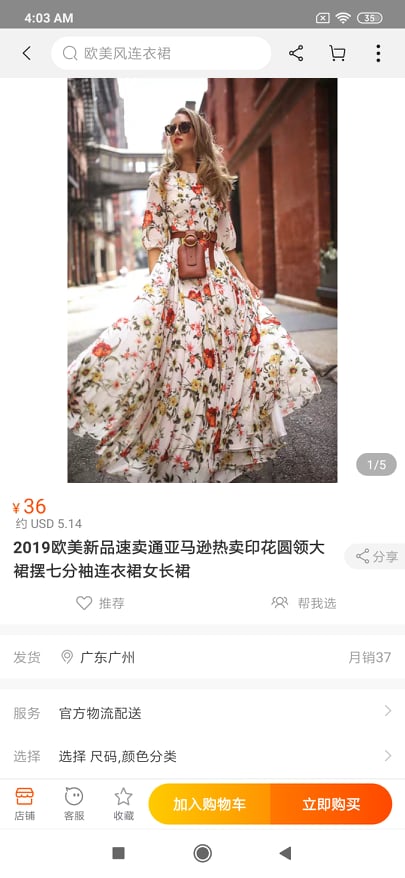 4:03 AM
35
欧美风连衣裙
1/5
¥36
约 USD 5.14
2019欧美新品速卖通亚马逊热卖印花圆领大
裙摆七分袖连衣裙女长裙
分享
推荐
帮我选
发货
广东广州
月销37
服务
官方物流配送
选择
选择 尺码,颜色分类
店铺
客服
收藏
加入购物车
立即购买